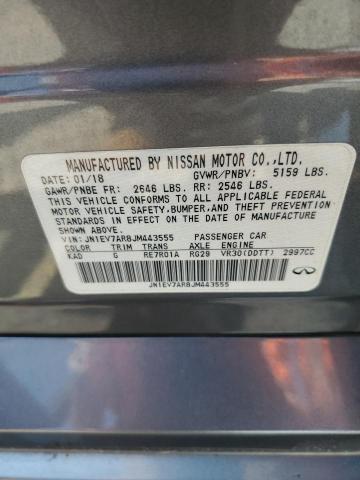 MANUFACTURED BY NISSAN MOTOR CO.,LTD.
DATE: 01/18 GVWR/PNBV: 5159 LBS.
GAWR/PNBE FR: 2646 LBS. RR: 2546 LBS.
THIS VEHICLE CONFORMS TO ALL APPLICABLE FEDERAL
MOTOR VEHICLE SAFETY,BUMPER,AND THEFT PREVENTION
STANDARDS IN EFFECT ON THE DATE OF MANUFACTURE
SHOWN ABOVE.
VIN: JN1EV7AR8JM443555 PASSENGER CAR
COLOR TRIM TRANS AXLE ENGINE
KAD G RE7R01A RG29 VR30(DDTT) 2997CC
JN1EV7AR8JM443555